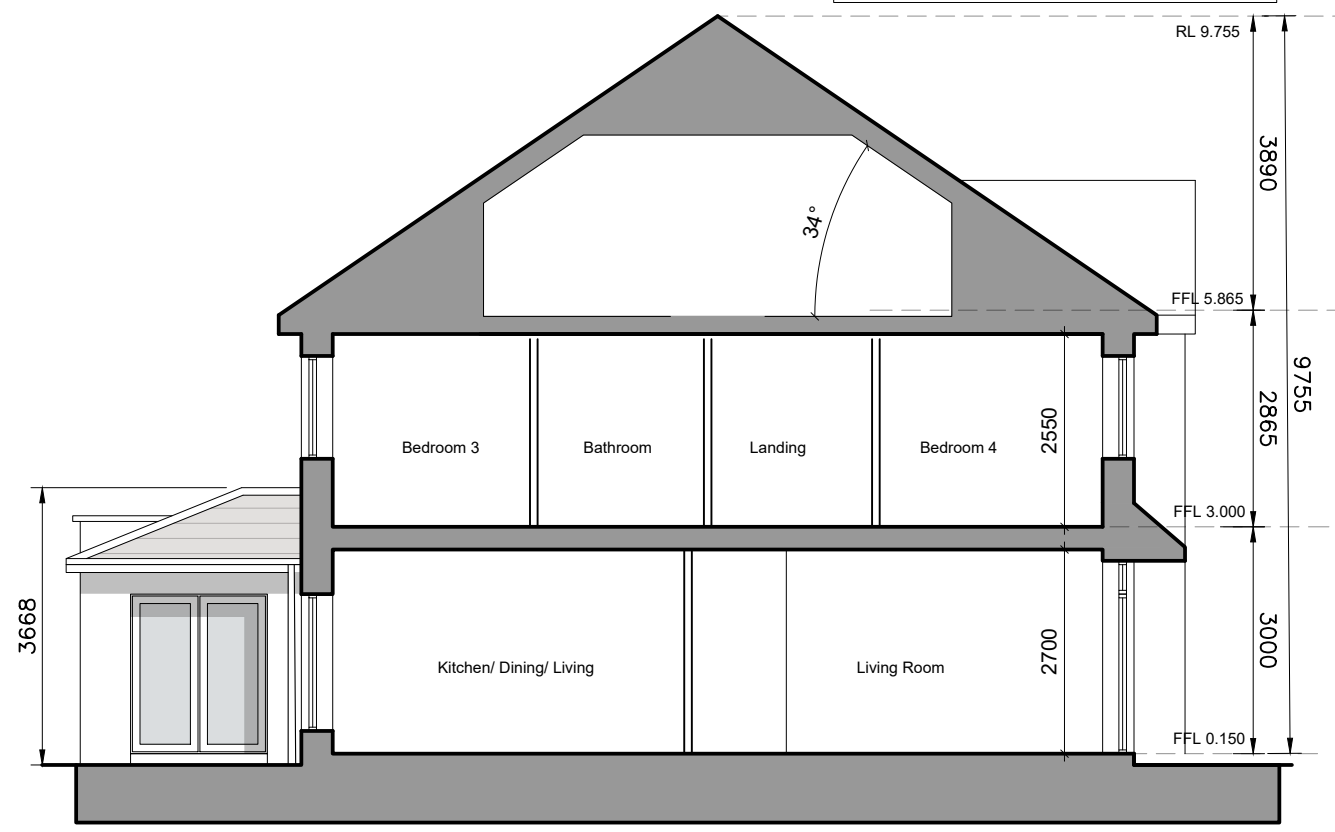 RL 9.755
3890
34°
FFL 5.865
9755
2865
2550
Bedroom 3
Bathroom
Landing
Bedroom 4
FFL 3.000
3668
3000
2700
Kitchen/ Dining/ Living
Living Room
FFL 0.150